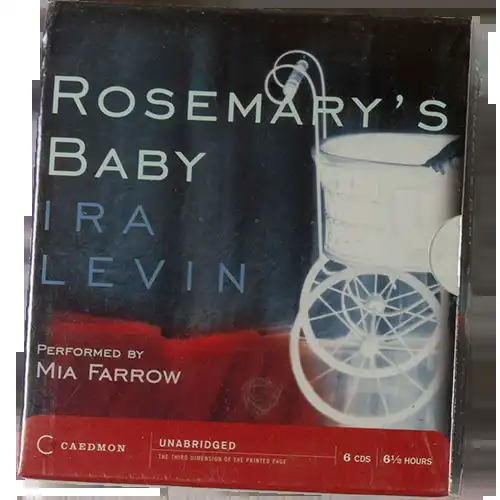 ROSEMARY'S
BABY
IRA
LEVIN
PERFORMED BY
MIA FARROW
CAEDMON
UNABRIDGED
THE THIRD DIMENSION OF THE PRINTED PAGE
6 CDS
6½ HOURS